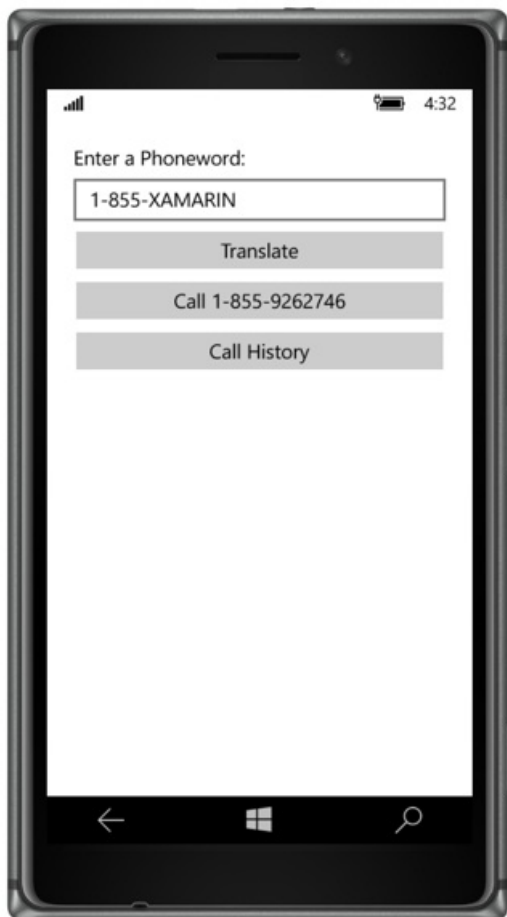 4:32
Enter a Phoneword:
1-855-XAMARIN
Translate
Call 1-855-9262746
Call History